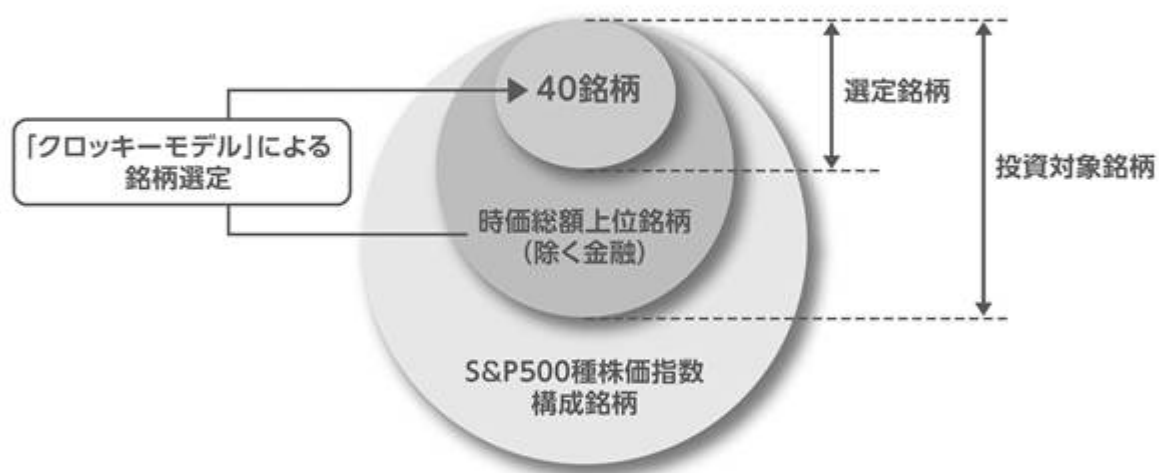 40銘柄
選定銘柄
「クロッキーモデル」による
銘柄選定
投資対象銘柄
時価総額上位銘柄
(除く金融)
S&P500種株価指数
構成銘柄